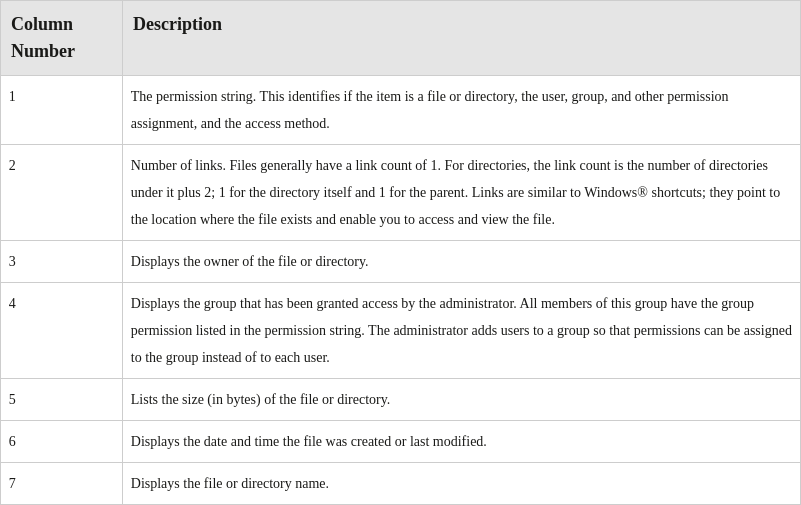 Column
Number
Description
1
The permission string. This identifies if the item is a file or directory, the user, group, and other permission
assignment, and the access method.
2
Number of links. Files generally have a link count of 1. For directories, the link count is the number of directories
under it plus 2; 1 for the directory itself and 1 for the parent. Links are similar to Windows® shortcuts; they point to
the location where the file exists and enable you to access and view the file.
3
Displays the owner of the file or directory.
4
Displays the group that has been granted access by the administrator. All members of this group have the group
permission listed in the permission string. The administrator adds users to a group so that permissions can be assigned
to the group instead of to each user.
5
Lists the size (in bytes) of the file or directory.
6
Displays the date and time the file was created or last modified.
7
Displays the file or directory name.